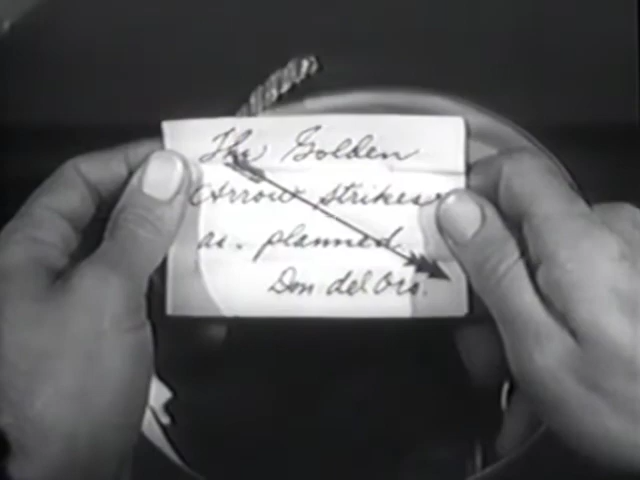 The Golden
Arrow strikes
as planned
Don del Oro.